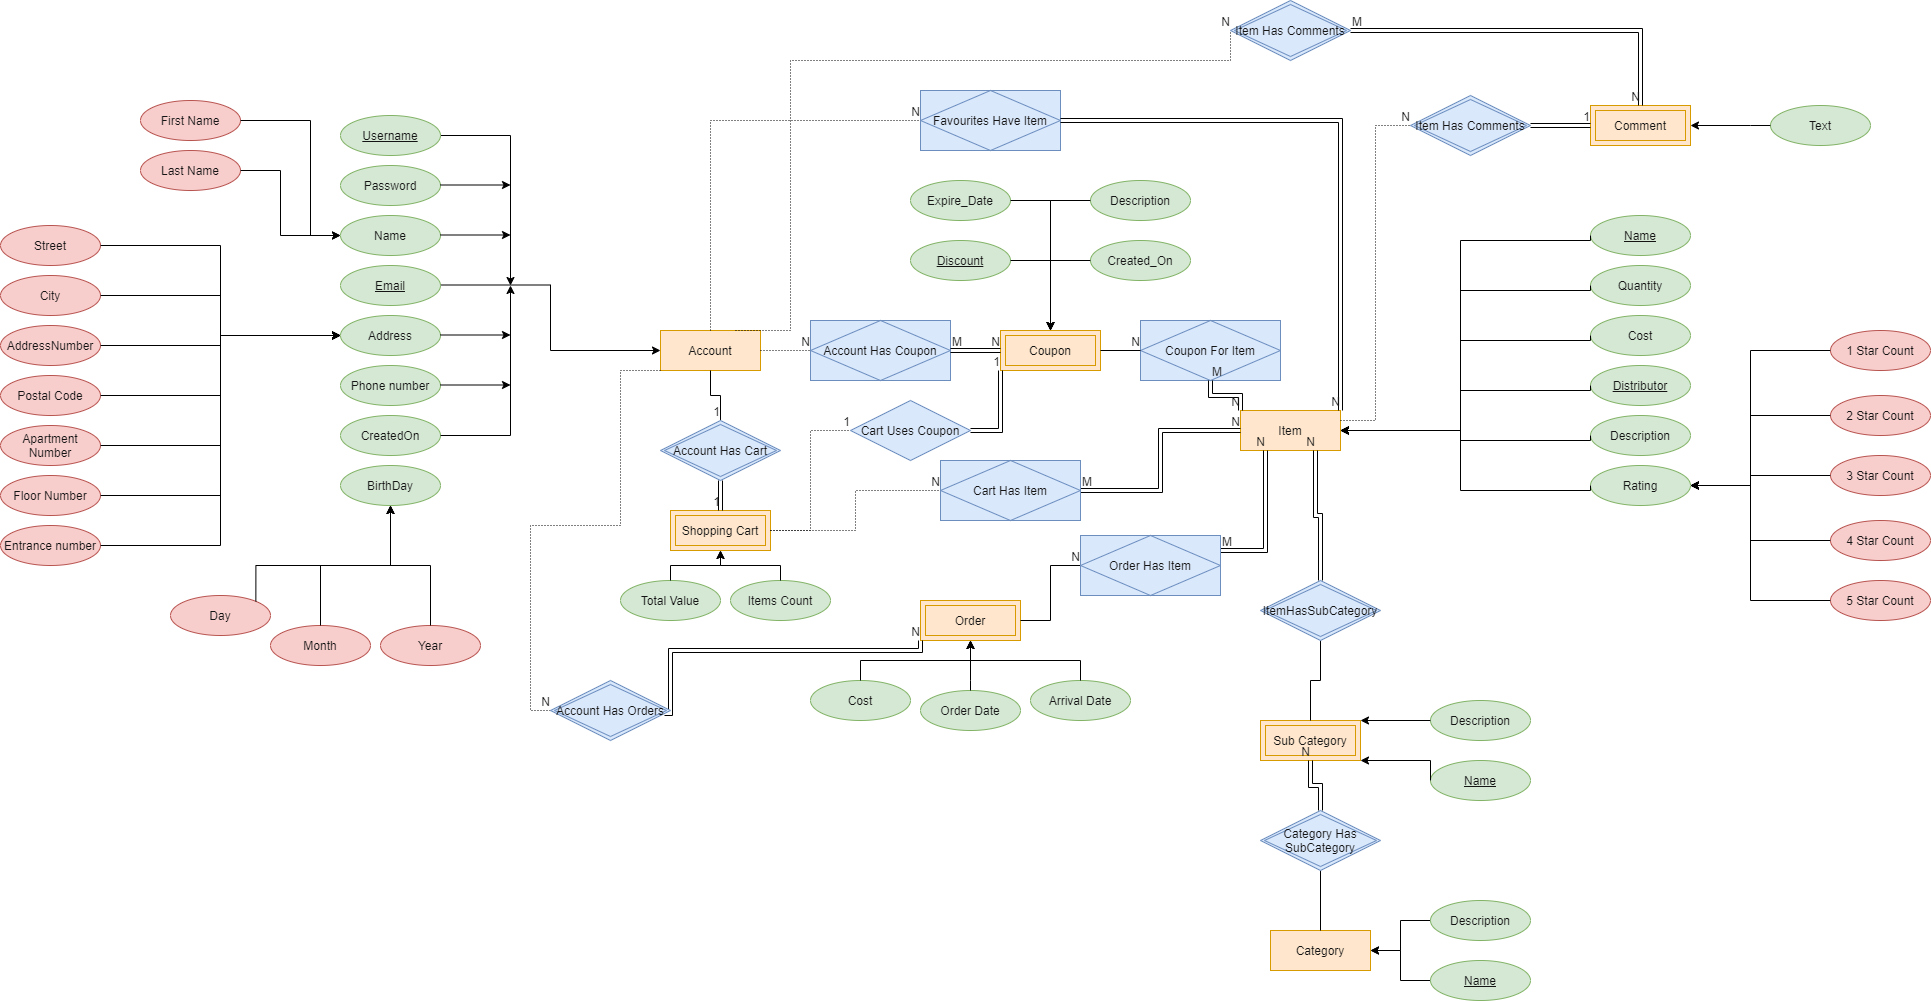 N
Item Has Comments
M
First Name
Last Name
Username
Password
Name
Email
Address
Phone number
CreatedOn
BirthDay
Street
City
AddressNumber
Postal Code
Apartment
Number
Floor Number
Entrance number
Day
Month
Year
N
Favourites Have Item
N
Item Has Comments
1
N
Comment
Text
Expire_Date
Description
Discount
Created_On
Account
N
Account Has Coupon
M
N
Coupon
1
N
Coupon For Item
M
N
N
Item
N
N
N
Name
Quantity
Cost
Distributor
Description
Rating
1 Star Count
2 Star Count
3 Star Count
4 Star Count
5 Star Count
1
Account Has Cart
1
1
Cart Uses Coupon
N
Cart Has Item
M
Shopping Cart
Total Value
Items Count
N
Order Has Item
M
Order
N
Cost
Order Date
Arrival Date
N
Account Has Orders
ItemHasSubCategory
Sub Category
N
Description
Name
Category Has
SubCategory
Category
Description
Name